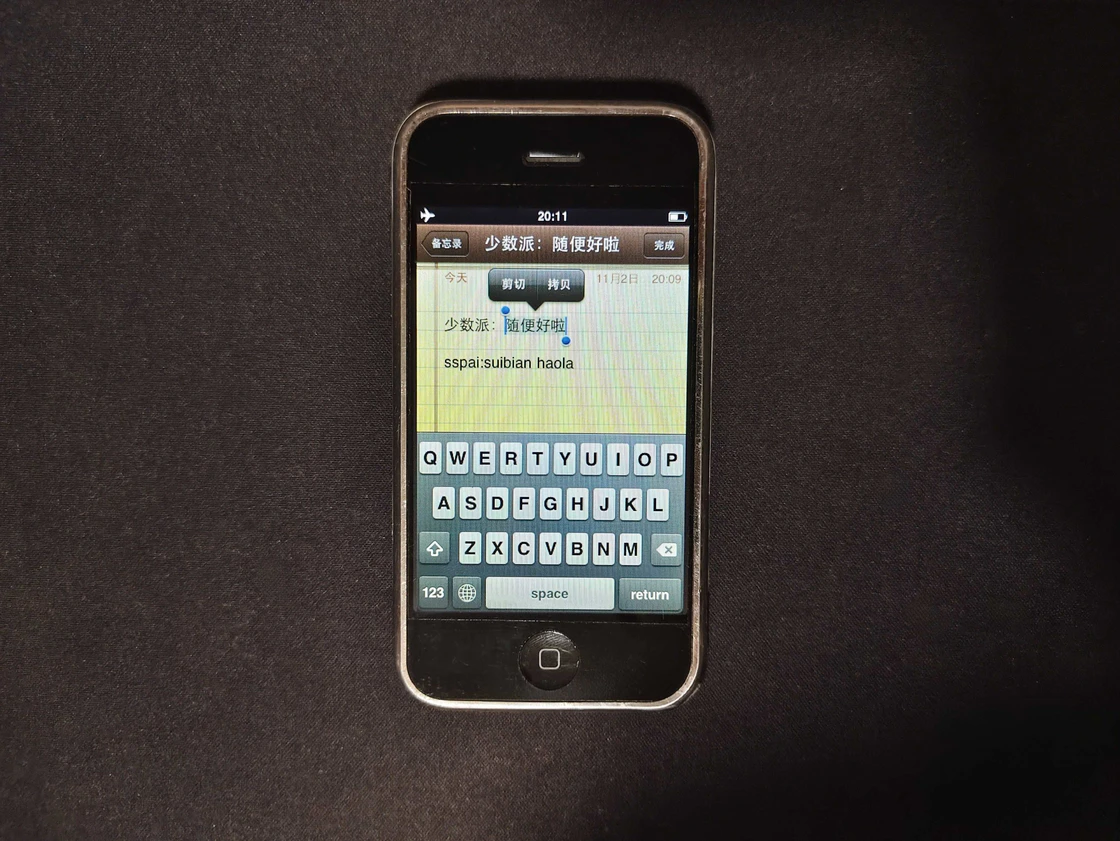 20:11
备忘录 少数派：随便好啦 完成
剪切 拷贝
今天 11月2日 20:09
少数派：随便好啦
sspai:suibian haola
Q W E R T Y U I O P
A S D F G H J K L
Z X C V B N M
123 space return